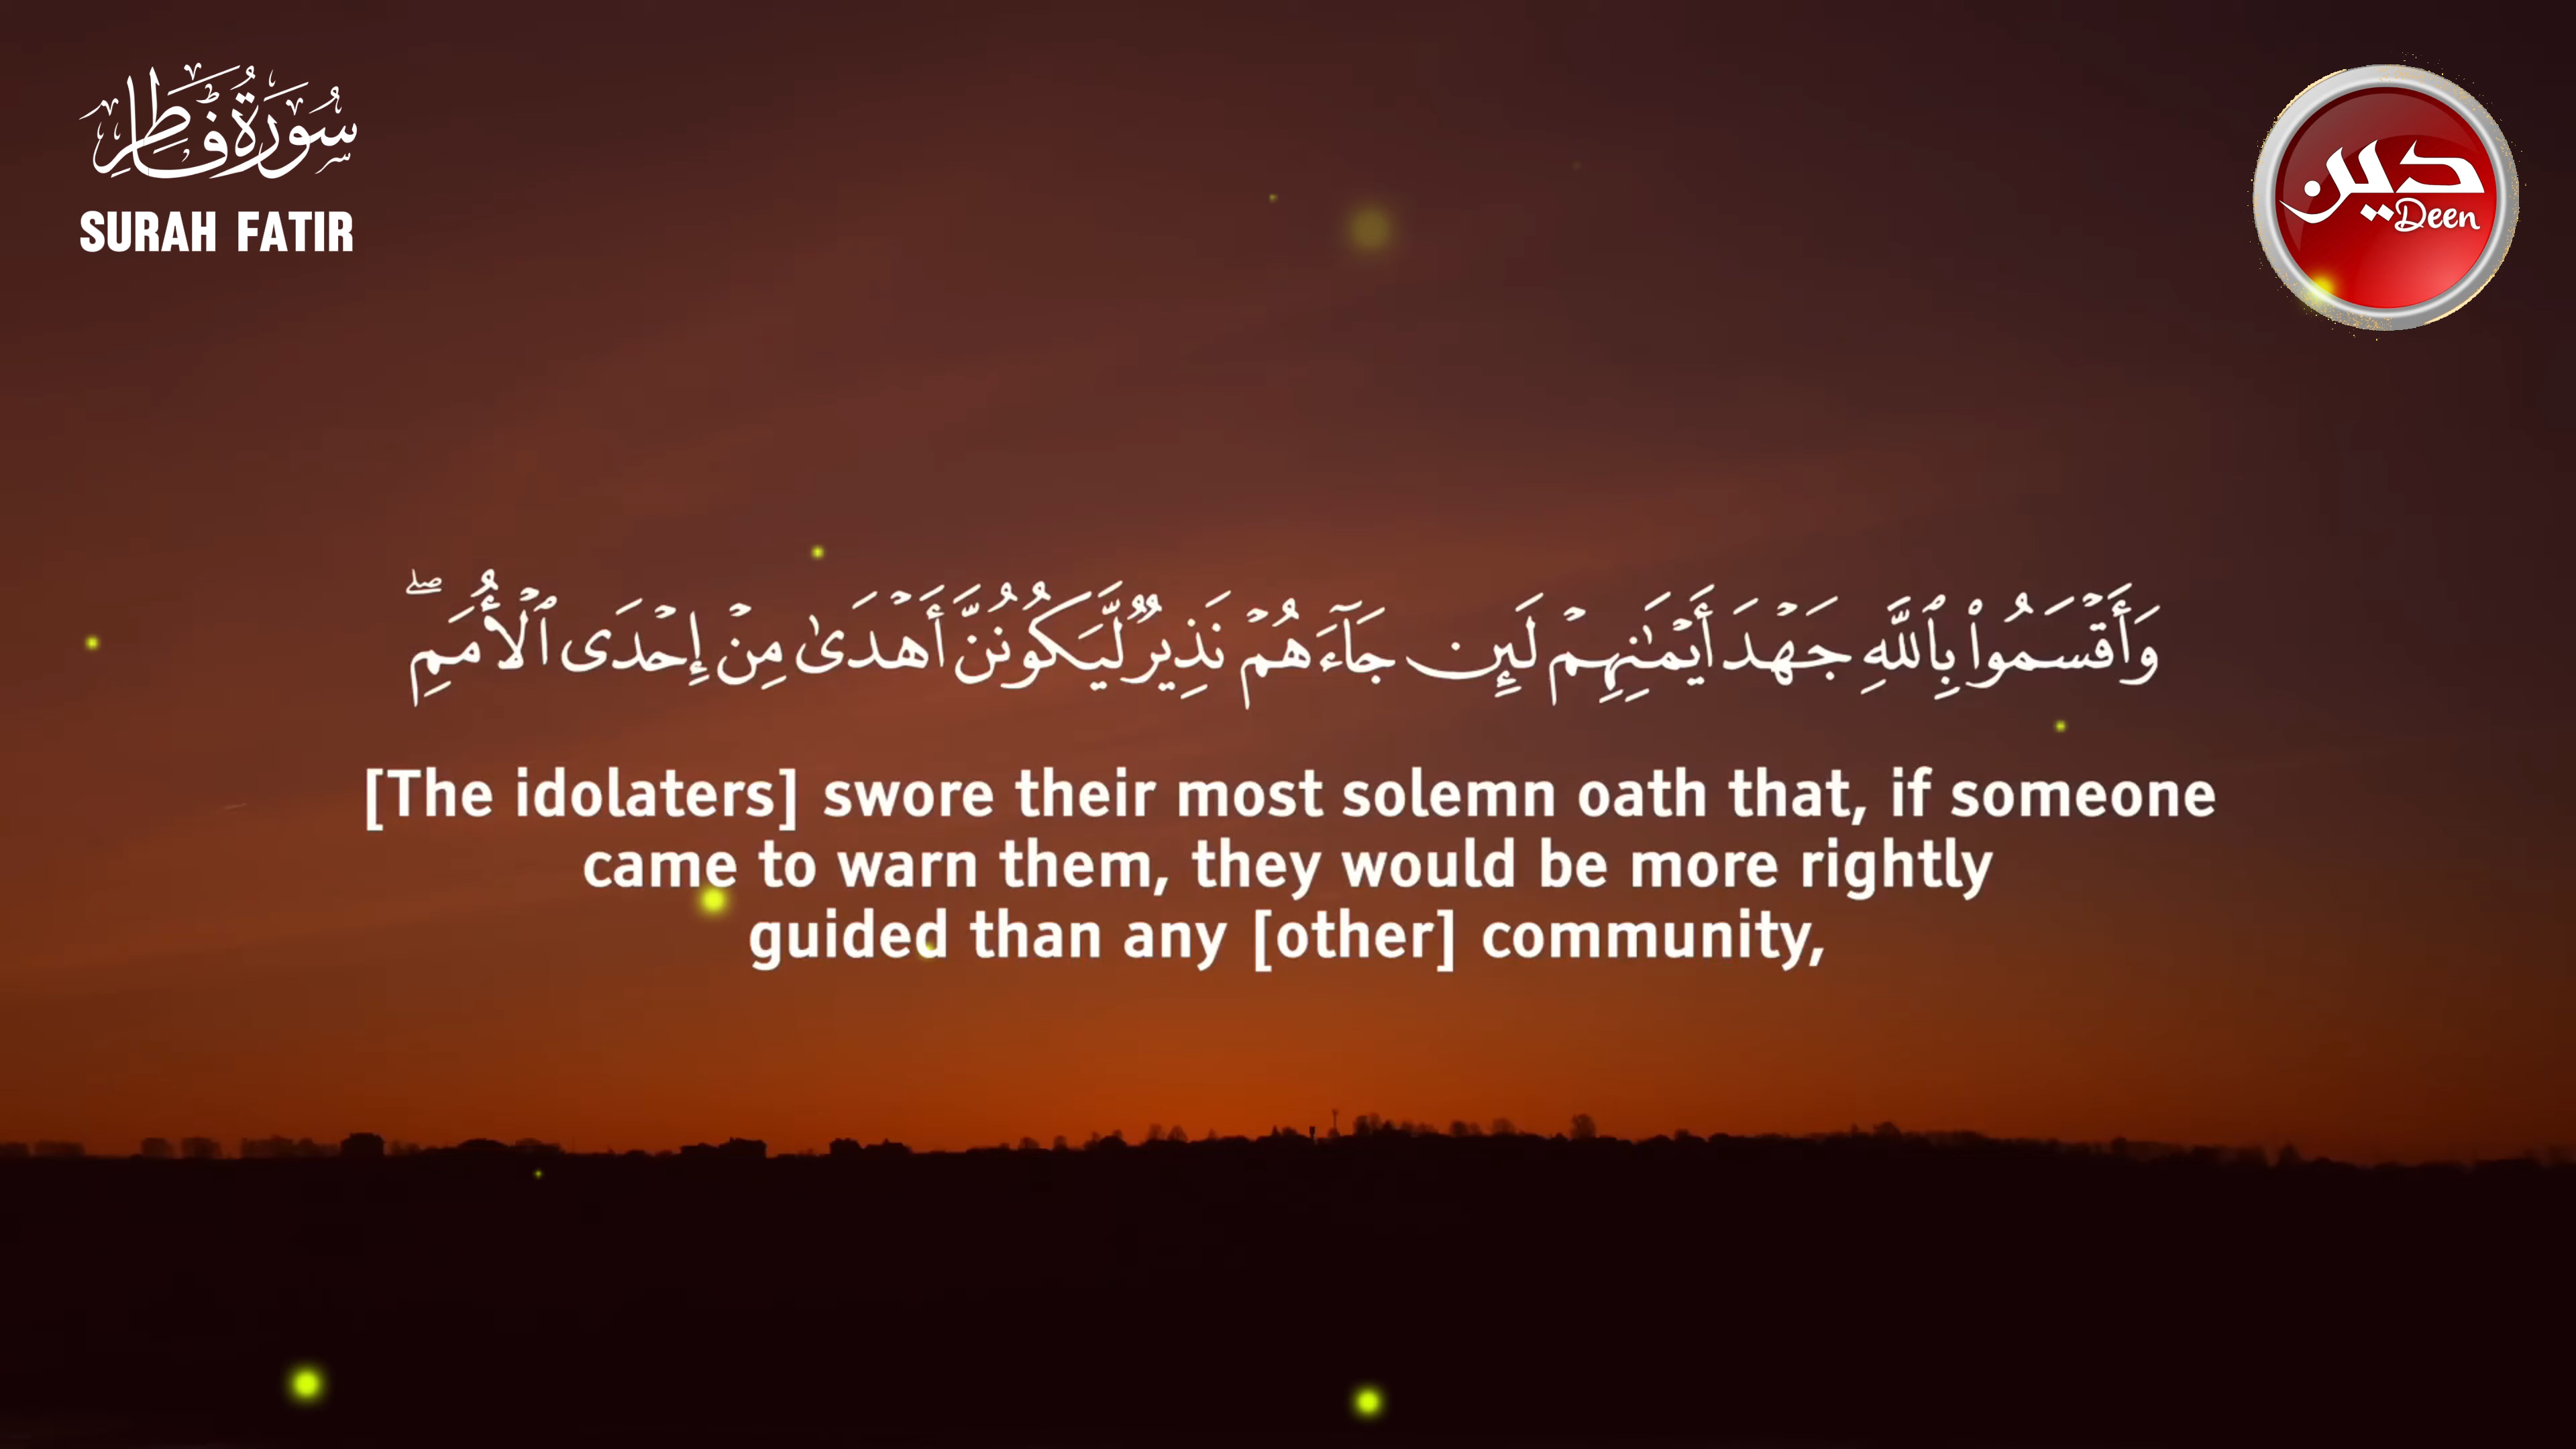 سُورَةُ فَاطِرٍ
SURAH FATIR
دين
Deen
وَأَقۡسَمُواْ بِٱللَّهِ جَهۡدَ أَيۡمَٰنِهِمۡ لَئِن جَآءَهُمۡ نَذِيرٞ لَّيَكُونُنَّ أَهۡدَىٰ مِنۡ إِحۡدَى ٱلۡأُمَمِۖ
[The idolaters] swore their most solemn oath that, if someone
came to warn them, they would be more rightly
guided than any [other] community,